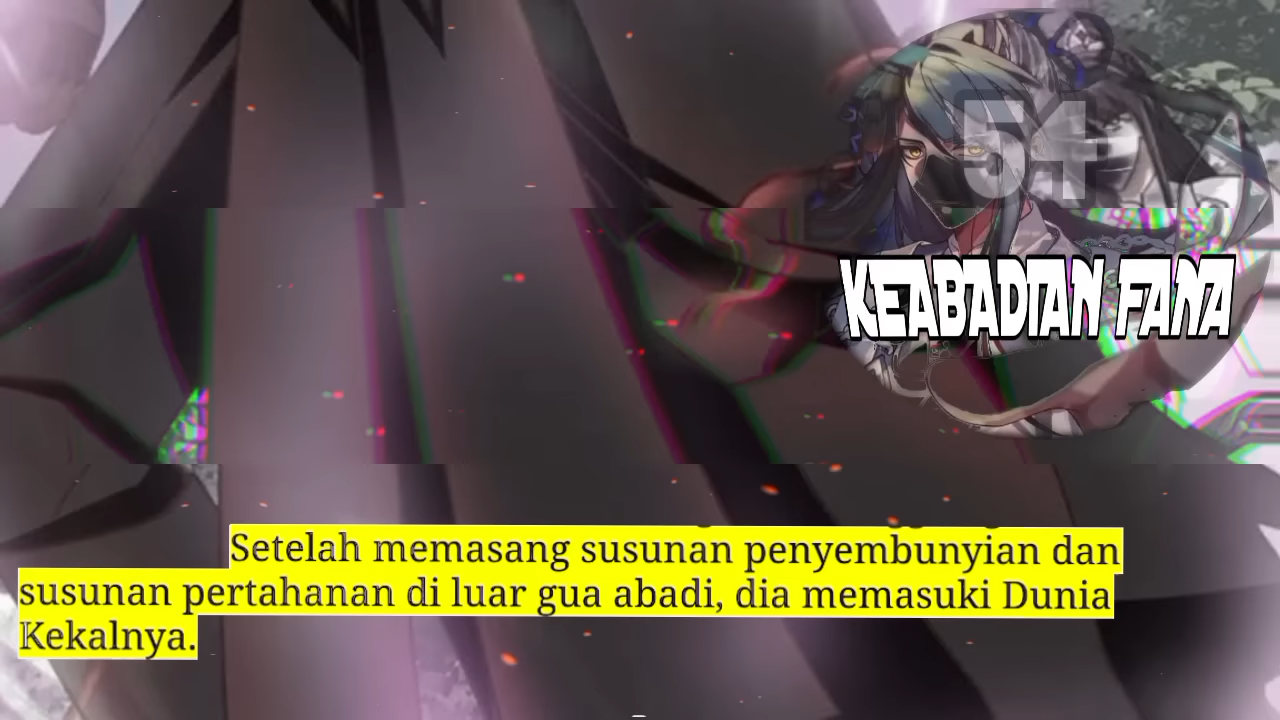 54
KEABADIAN FANA
Setelah memasang susunan penyembunyian dan
susunan pertahanan di luar gua abadi, dia memasuki Dunia
Kekalnya.